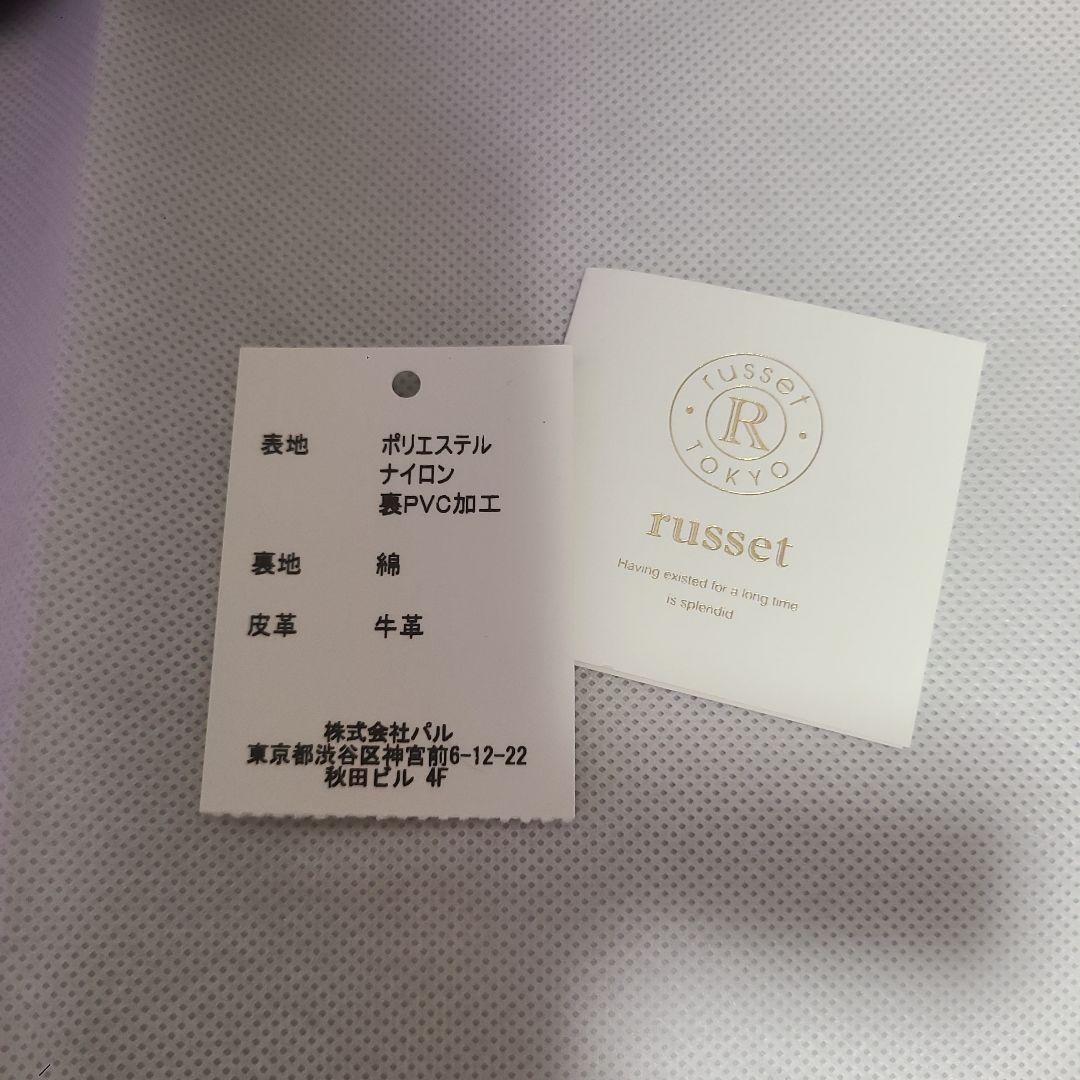 表地 ポリエステル
ナイロン
裏PVC加工
裏地 綿
皮革 牛革
株式会社パル
東京都渋谷区神宮前6-12-22
秋田ビル 4F
russet
R
TOKYO
russet
Having existed for a long time
is splendid